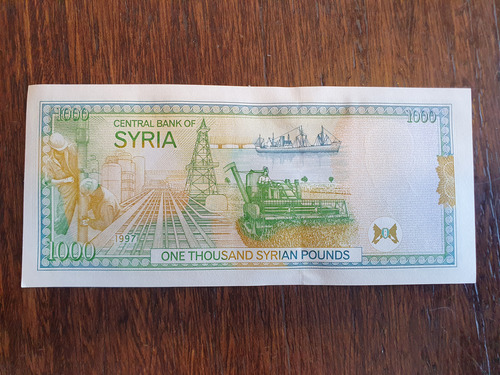 1000
1000
CENTRAL BANK OF
SYRIA
1997
1000
ONE THOUSAND SYRIAN POUNDS